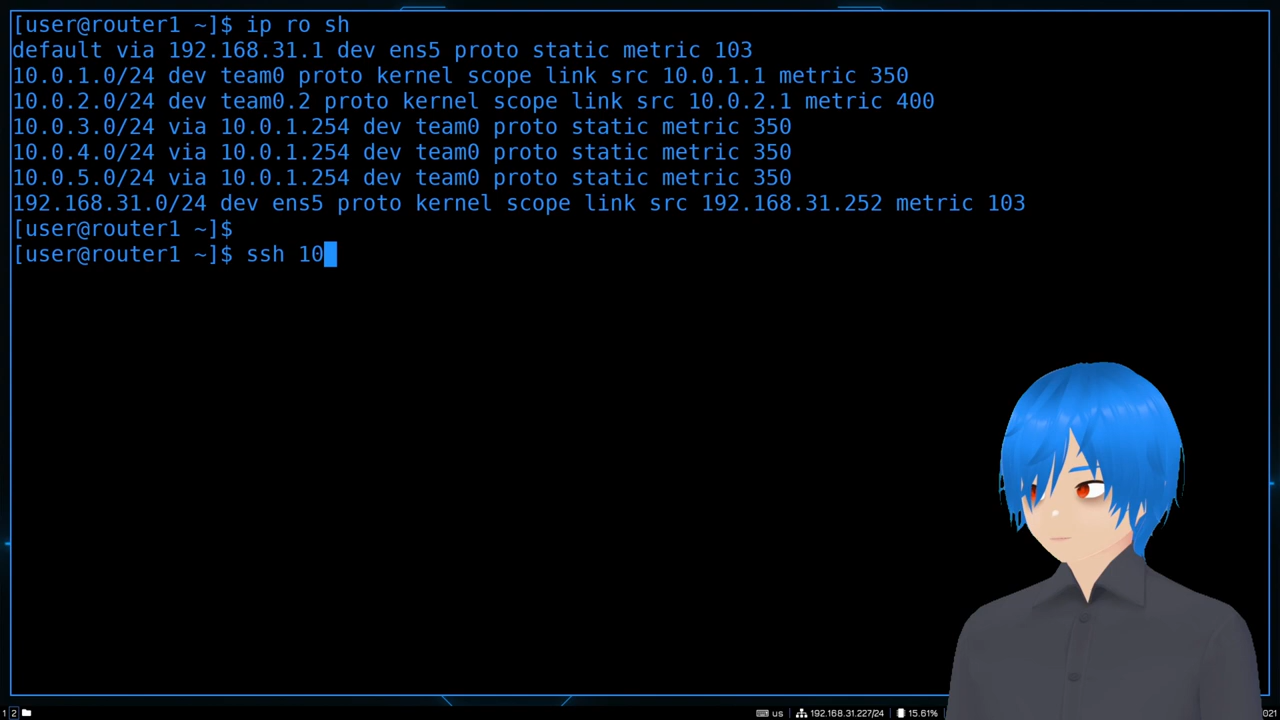 [user@router1 ~]$ ip ro sh
default via 192.168.31.1 dev ens5 proto static metric 103
10.0.1.0/24 dev team0 proto kernel scope link src 10.0.1.1 metric 350
10.0.2.0/24 dev team0.2 proto kernel scope link src 10.0.2.1 metric 400
10.0.3.0/24 via 10.0.1.254 dev team0 proto static metric 350
10.0.4.0/24 via 10.0.1.254 dev team0 proto static metric 350
10.0.5.0/24 via 10.0.1.254 dev team0 proto static metric 350
192.168.31.0/24 dev ens5 proto kernel scope link src 192.168.31.252 metric 103
[user@router1 ~]$
[user@router1 ~]$ ssh 10
1 2 us 192.168.31.227/24 15.61% 021